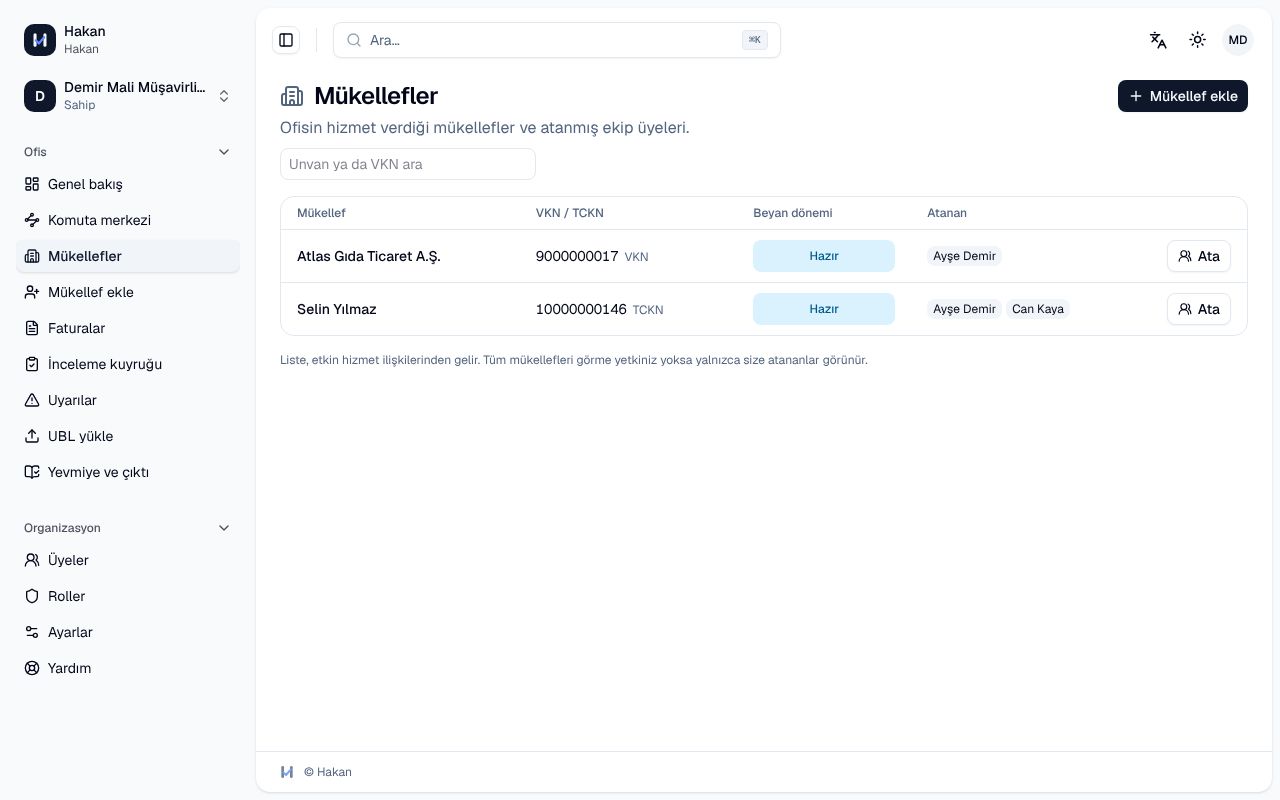 Hakan
Hakan
D
Demir Mali Müşavirli...
Sahip
Ofis
Genel bakış
Komuta merkezi
Mükellefler
Mükellef ekle
Faturalar
İnceleme kuyruğu
Uyarılar
UBL yükle
Yevmiye ve çıktı
Organizasyon
Üyeler
Roller
Ayarlar
Yardım
Ara... ⌘K
MD
Mükellefler
Mükellef ekle
Ofisin hizmet verdiği mükellefler ve atanmış ekip üyeleri.
Unvan ya da VKN ara
Mükellef VKN / TCKN Beyan dönemi Atanan
Atlas Gıda Ticaret A.Ş. 9000000017 VKN Hazır Ayşe Demir Ata
Selin Yılmaz 10000000146 TCKN Hazır Ayşe Demir Can Kaya Ata
Liste, etkin hizmet ilişkilerinden gelir. Tüm mükellefleri görme yetkiniz yoksa yalnızca size atananlar görünür.
© Hakan